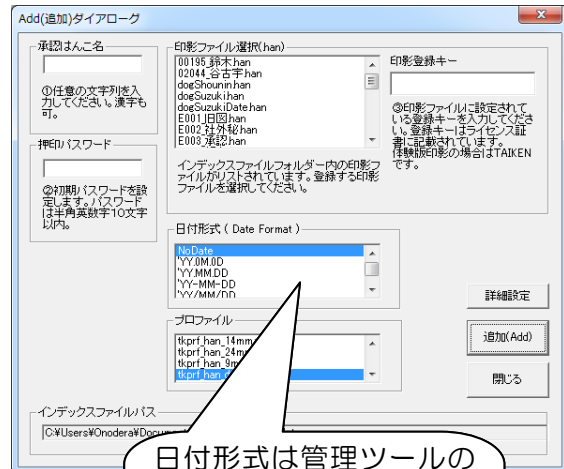 Add(追加)ダイアローグ
承認はんこ名
①任意の文字列を入
力してください。漢字も
可。
押印パスワード
②初期パスワードを設
定します。パスワード
は半角英数字10文字
以内。
印影ファイル選択(han)
00195_鈴木.han
02044_谷古宇.han
dogShounin.han
dogSuzuki.han
dogSuzukiDate.han
E001_旧図.han
E002_社外秘.han
E003_承認.han
インデックスファイルフォルダー内の印影フ
ァイルがリストされています。登録する印影
ファイルを選択してください。
印影登録キー
③印影ファイルに設定されて
いる登録キーを入力してくださ
い。登録キーはライセンス証
書に記載されています。
体験版印影の場合はTAIKEN
です。
日付形式 ( Date Format )
NoDate
'YY.0M.0D
'YY.MM.DD
'YY-MM-DD
'YY/MM/DD
プロファイル
tkprf_han_14mm
tkprf_han_24mm
tkprf_han_9m
tkprf_han
詳細設定
追加(Add)
閉じる
インデックスファイルパス
C:¥Users¥Onodera¥Docu
日付形式は管理ツールの